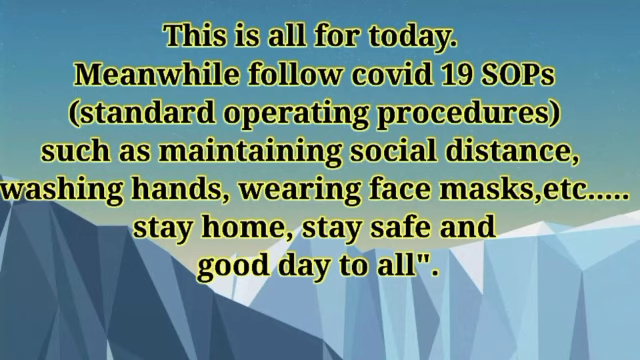 This is all for today.
Meanwhile follow covid 19 SOPs
(standard operating procedures)
such as maintaining social distance,
washing hands, wearing face masks,etc.....
stay home, stay safe and
good day to all".